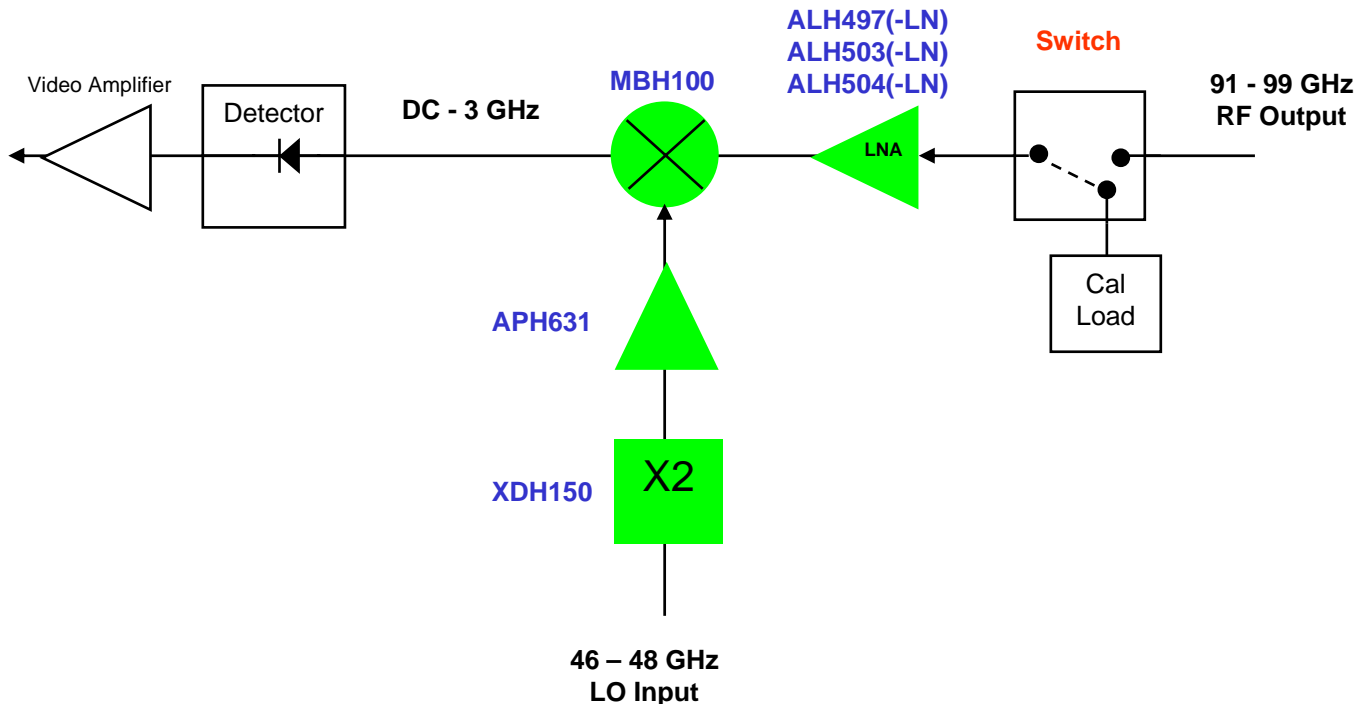 ALH497(-LN)
ALH503(-LN)
ALH504(-LN)
Switch
MBH100
Video Amplifier
Detector
DC - 3 GHz
LNA
91 - 99 GHz
RF Output
Cal
Load
APH631
XDH150
X2
46 – 48 GHz
LO Input